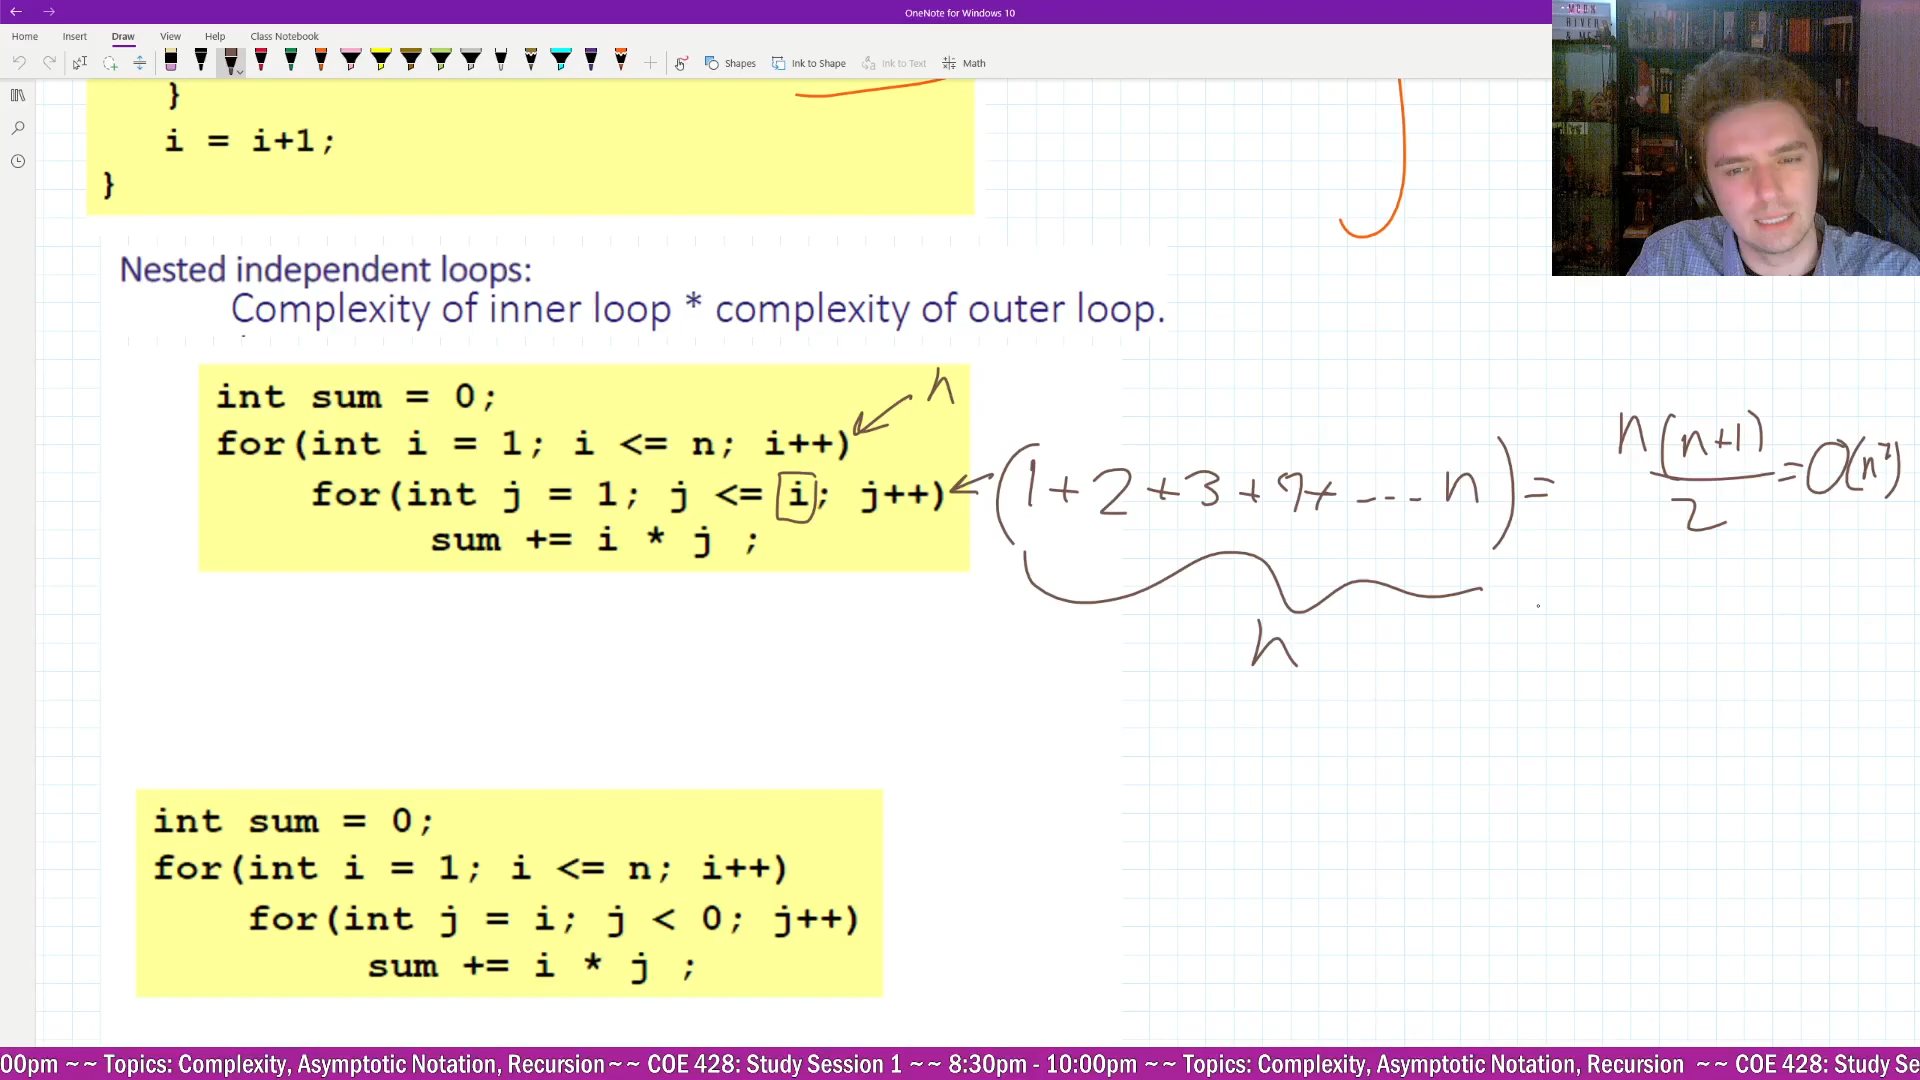 OneNote for Windows 10
Home Insert Draw View Help Class Notebook
Shapes Ink to Shape Ink to Text Math
RIVER
& ME
}
i = i+1;
}
Nested independent loops:
Complexity of inner loop * complexity of outer loop.
int sum = 0;
for(int i = 1; i <= n; i++)
for(int j = 1; j <= i; j++)
sum += i * j ;
n
(1+2+3+4+ ---- n) = n(n+1)/2 = O(n²)
n
int sum = 0;
for(int i = 1; i <= n; i++)
for(int j = i; j < 0; j++)
sum += i * j ;
00pm ~~ Topics: Complexity, Asymptotic Notation, Recursion ~~ COE 428: Study Session 1 ~~ 8:30pm - 10:00pm ~~ Topics: Complexity, Asymptotic Notation, Recursion ~~ COE 428: Study Se